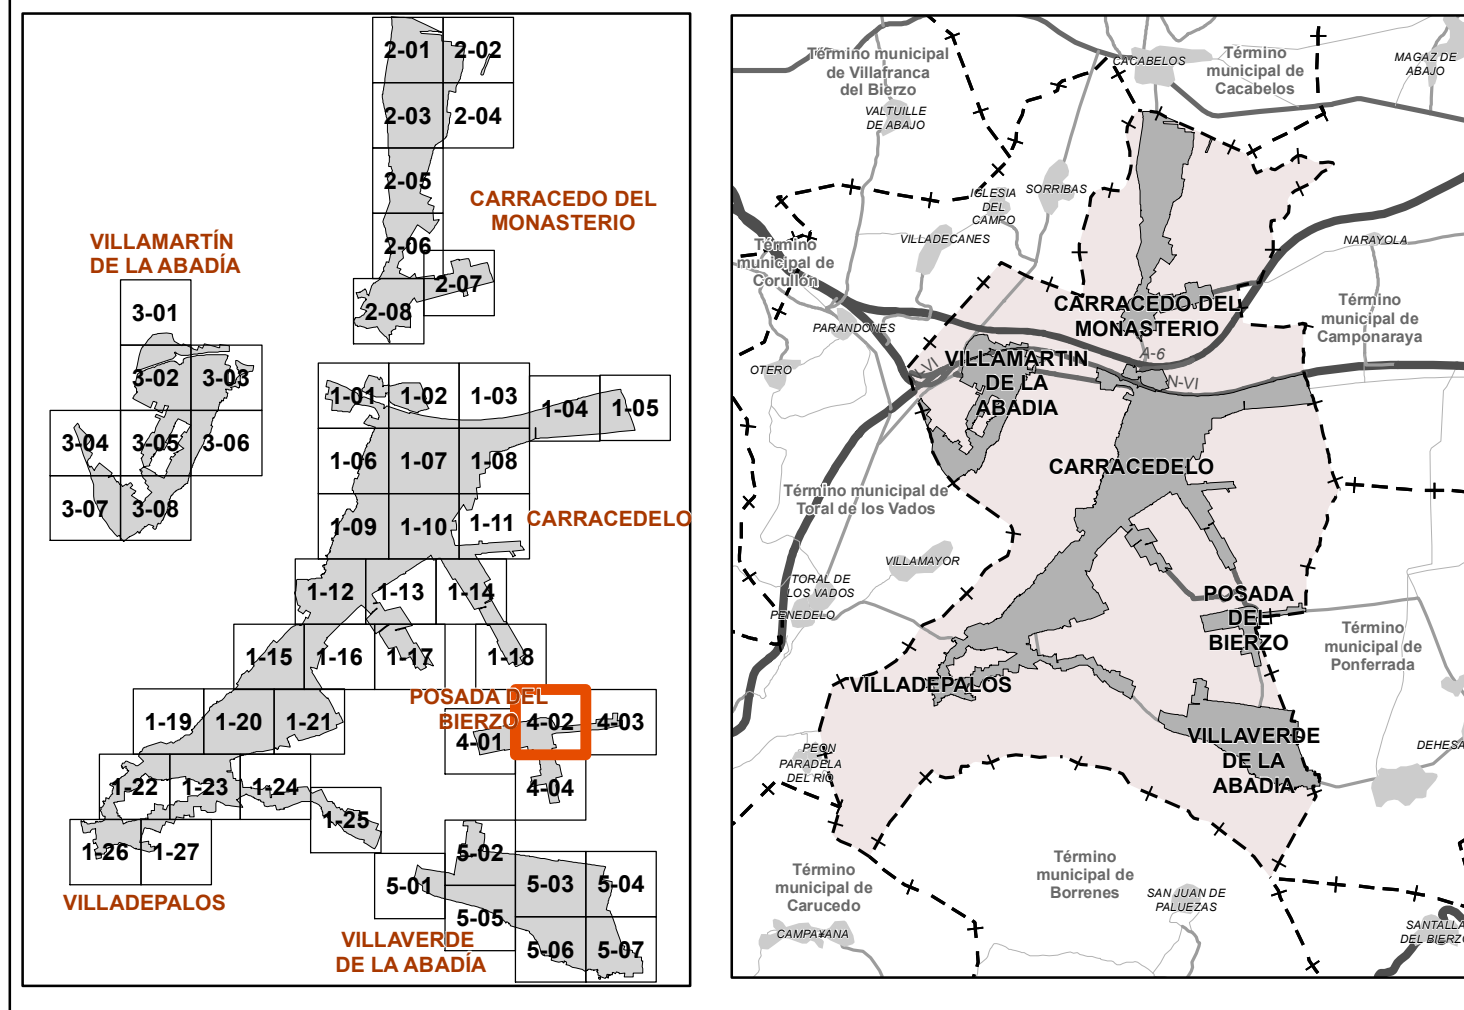 2-01
2-02
2-03
2-04
2-05
2-06
2-07
2-08
CARRACEDO DEL
MONASTERIO
VILLAMARTÍN
DE LA ABADÍA
3-01
3-02
3-03
3-04
3-05
3-06
3-07
3-08
1-01
1-02
1-03
1-04
1-05
1-06
1-07
1-08
1-09
1-10
1-11
CARRACEDELO
1-12
1-13
1-14
1-15
1-16
1-17
1-18
1-19
1-20
1-21
POSADA DEL
BIERZO
4-01
4-02
4-03
4-04
1-22
1-23
1-24
1-25
1-26
1-27
VILLADEPALOS
5-01
5-02
5-03
5-04
5-05
5-06
5-07
VILLAVERDE
DE LA ABADÍA
Término municipal
de Villafranca
del Bierzo
CACABELOS
Término
municipal de
Cacabelos
MAGAZ DE
ABAJO
VALTUILLE
DE ABAJO
IGLESIA
DEL
CAMPO
SORRIBAS
VILLADECANES
NARAYOLA
Término
municipal de
Corullón
CARRACEDO DEL
MONASTERIO
Término
municipal de
Camponaraya
PARANDONES
A-6
OTERO
N-VI
VILLAMARTIN
DE LA
ABADIA
N-VI
CARRACEDELO
Término municipal de
Toral de los Vados
VILLAMAYOR
TORAL DE
LOS VADOS
PENEDELO
POSADA
DEL
BIERZO
Término
municipal de
Ponferrada
VILLADEPALOS
VILLAVERDE
DE LA
ABADÍA
PEON
PARADELA
DEL RÍO
DEHESA
Término
municipal de
Carucedo
Término
municipal de
Borrenes
SAN JUAN DE
PALUEZAS
CAMPA¥ANA
SANTALLA
DEL BIERZO